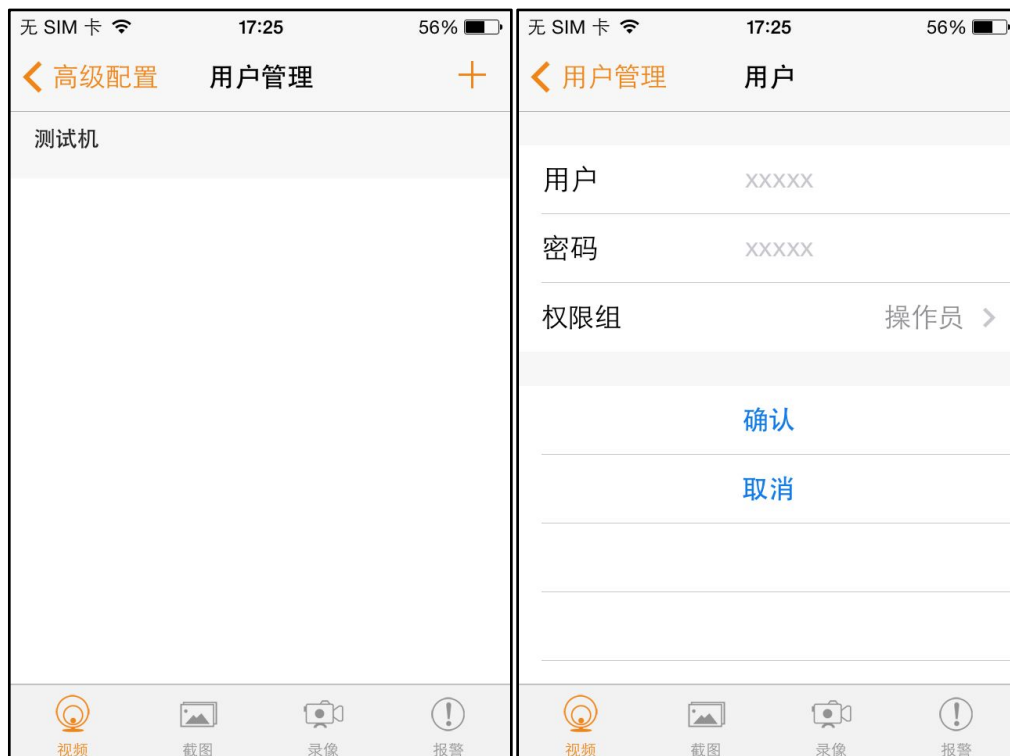 无 SIM 卡 17:25 56%
高级配置 用户管理 +
测试机
视频 截图 录像 报警
无 SIM 卡 17:25 56%
用户管理 用户
用户 xxxxx
密码 xxxxx
权限组 操作员
确认
取消
视频 截图 录像 报警